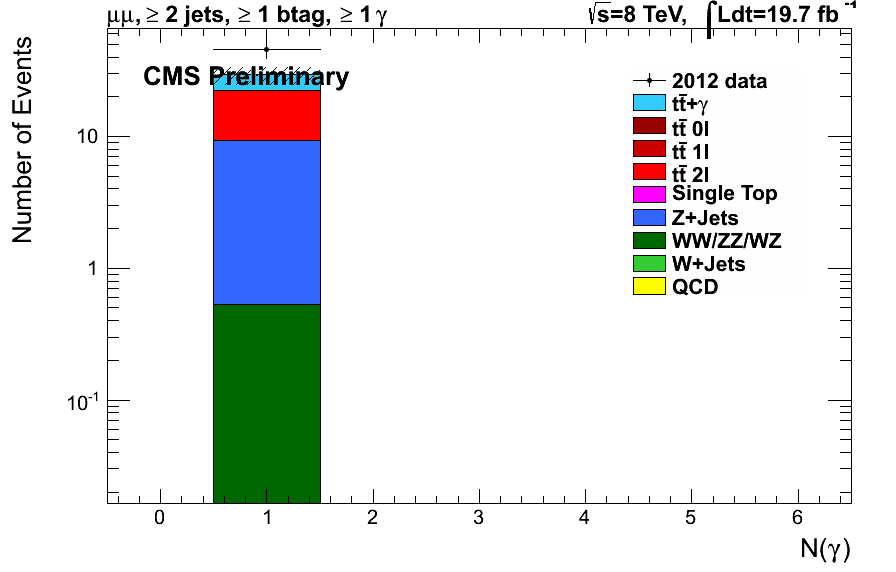 μμ, ≥ 2 jets, ≥ 1 btag, ≥ 1 γ
√s=8 TeV, ∫Ldt=19.7 fb⁻¹
Number of Events
CMS Preliminary
2012 data
tt̄+γ
tt̄ 0l
tt̄ 1l
tt̄ 2l
Single Top
Z+Jets
WW/ZZ/WZ
W+Jets
QCD
10
1
10⁻¹
0 1 2 3 4 5 6
N(γ)